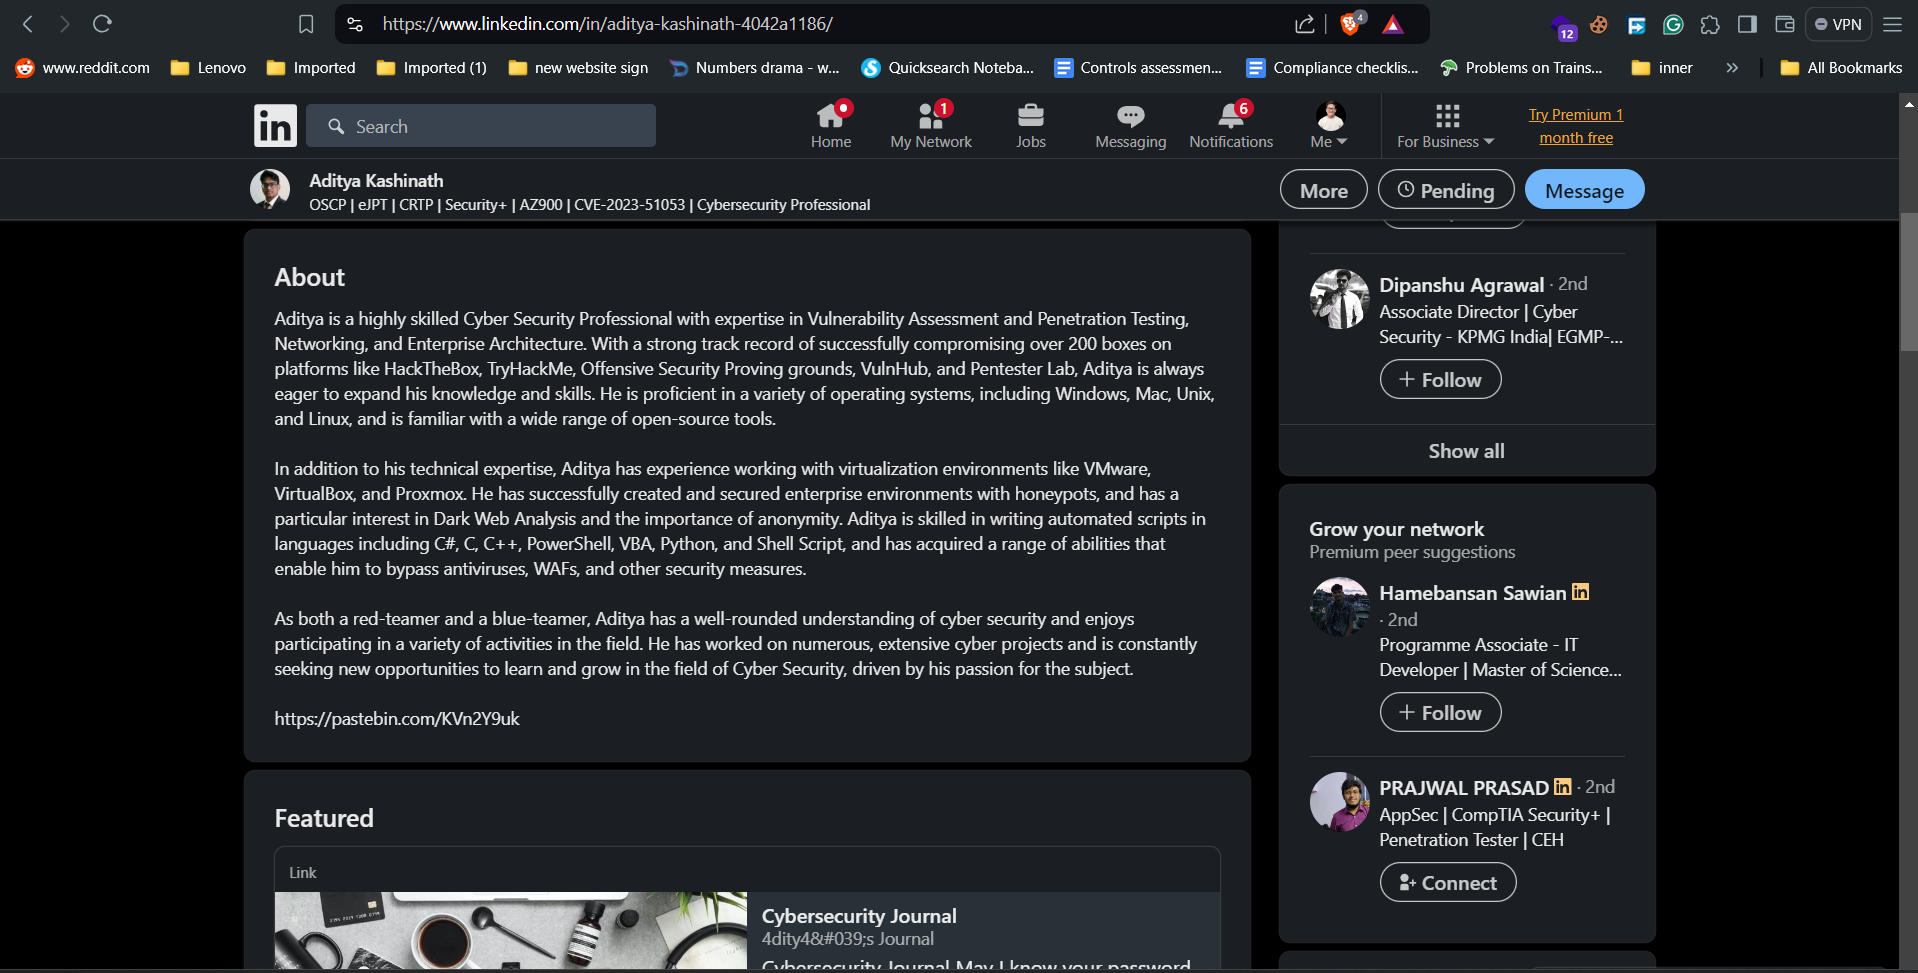 https://www.linkedin.com/in/aditya-kashinath-4042a1186/
4
12
VPN
www.reddit.com
Lenovo
Imported
Imported (1)
new website sign
Numbers drama - w...
Quicksearch Noteba...
Controls assessmen...
Compliance checklis...
Problems on Trains...
inner
»
All Bookmarks
in
Search
Home
1
My Network
Jobs
Messaging
6
Notifications
Me
For Business
Try Premium 1
month free
Aditya Kashinath
OSCP | eJPT | CRTP | Security+ | AZ900 | CVE-2023-51053 | Cybersecurity Professional
More
Pending
Message
About
Aditya is a highly skilled Cyber Security Professional with expertise in Vulnerability Assessment and Penetration Testing,
Networking, and Enterprise Architecture. With a strong track record of successfully compromising over 200 boxes on
platforms like HackTheBox, TryHackMe, Offensive Security Proving grounds, VulnHub, and Pentester Lab, Aditya is always
eager to expand his knowledge and skills. He is proficient in a variety of operating systems, including Windows, Mac, Unix,
and Linux, and is familiar with a wide range of open-source tools.
In addition to his technical expertise, Aditya has experience working with virtualization environments like VMware,
VirtualBox, and Proxmox. He has successfully created and secured enterprise environments with honeypots, and has a
particular interest in Dark Web Analysis and the importance of anonymity. Aditya is skilled in writing automated scripts in
languages including C#, C, C++, PowerShell, VBA, Python, and Shell Script, and has acquired a range of abilities that
enable him to bypass antiviruses, WAFs, and other security measures.
As both a red-teamer and a blue-teamer, Aditya has a well-rounded understanding of cyber security and enjoys
participating in a variety of activities in the field. He has worked on numerous, extensive cyber projects and is constantly
seeking new opportunities to learn and grow in the field of Cyber Security, driven by his passion for the subject.
https://pastebin.com/KVn2Y9uk
Featured
Link
Cybersecurity Journal
4dity4&#039;s Journal
Cybersecurity Journal May I know your password
Dipanshu Agrawal · 2nd
Associate Director | Cyber
Security - KPMG India| EGMP-...
+ Follow
Show all
Grow your network
Premium peer suggestions
Hamebansan Sawian in
· 2nd
Programme Associate - IT
Developer | Master of Science...
+ Follow
PRAJWAL PRASAD in · 2nd
AppSec | CompTIA Security+ |
Penetration Tester | CEH
Connect